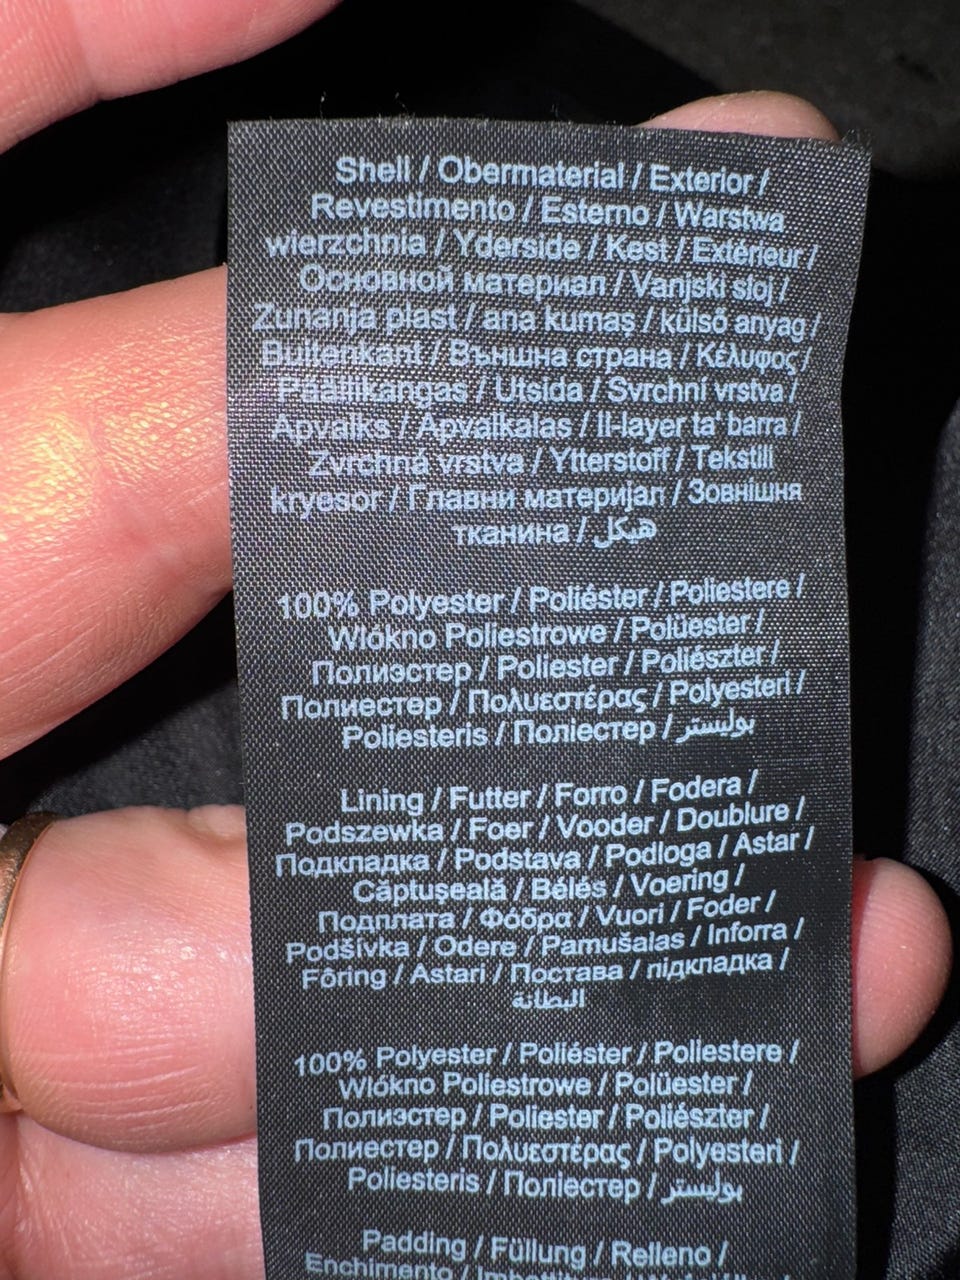 Shell / Obermaterial / Exterior /
Revestimento / Esterno / Warstwa
wierzchnia / Yderside / Kest / Extérieur /
Основной материал / Vanjski sloj /
Zunanja plast / ana kumaş / külső anyag /
Buitenkant / Външна страна / Κέλυφος /
Päällikangas / Utsida / Svrchní vrstva /
Apvalks / Apvalkalas / Il-layer ta' barra /
Zvrchná vrstva / Ytterstoff / Tekstili
kryesor / Главни материјал / Зовнішня
тканина / هيكل
100% Polyester / Poliéster / Poliestere /
Wlókno Poliestrowe / Polüester /
Полиэстер / Poliester / Poliészter /
Полиестер / Πολυεστέρας / Polyesteri /
Poliesteris / Поліестер / بوليستر
Lining / Futter / Forro / Fodera /
Podszewka / Foer / Vooder / Doublure /
Подкладка / Podstava / Podloga / Astar /
Căptuşeală / Bélés / Voering /
Подплата / Φόδρα / Vuori / Foder /
Podšívka / Odere / Pamušalas / Inforra /
Fôring / Astari / Постава / підкладка /
البطانة
100% Polyester / Poliéster / Poliestere /
Wlókno Poliestrowe / Polüester /
Полиэстер / Poliester / Poliészter /
Полиестер / Πολυεστέρας / Polyesteri /
Poliesteris / Поліестер / بوليستر
Padding / Füllung / Relleno /
Enchimento /